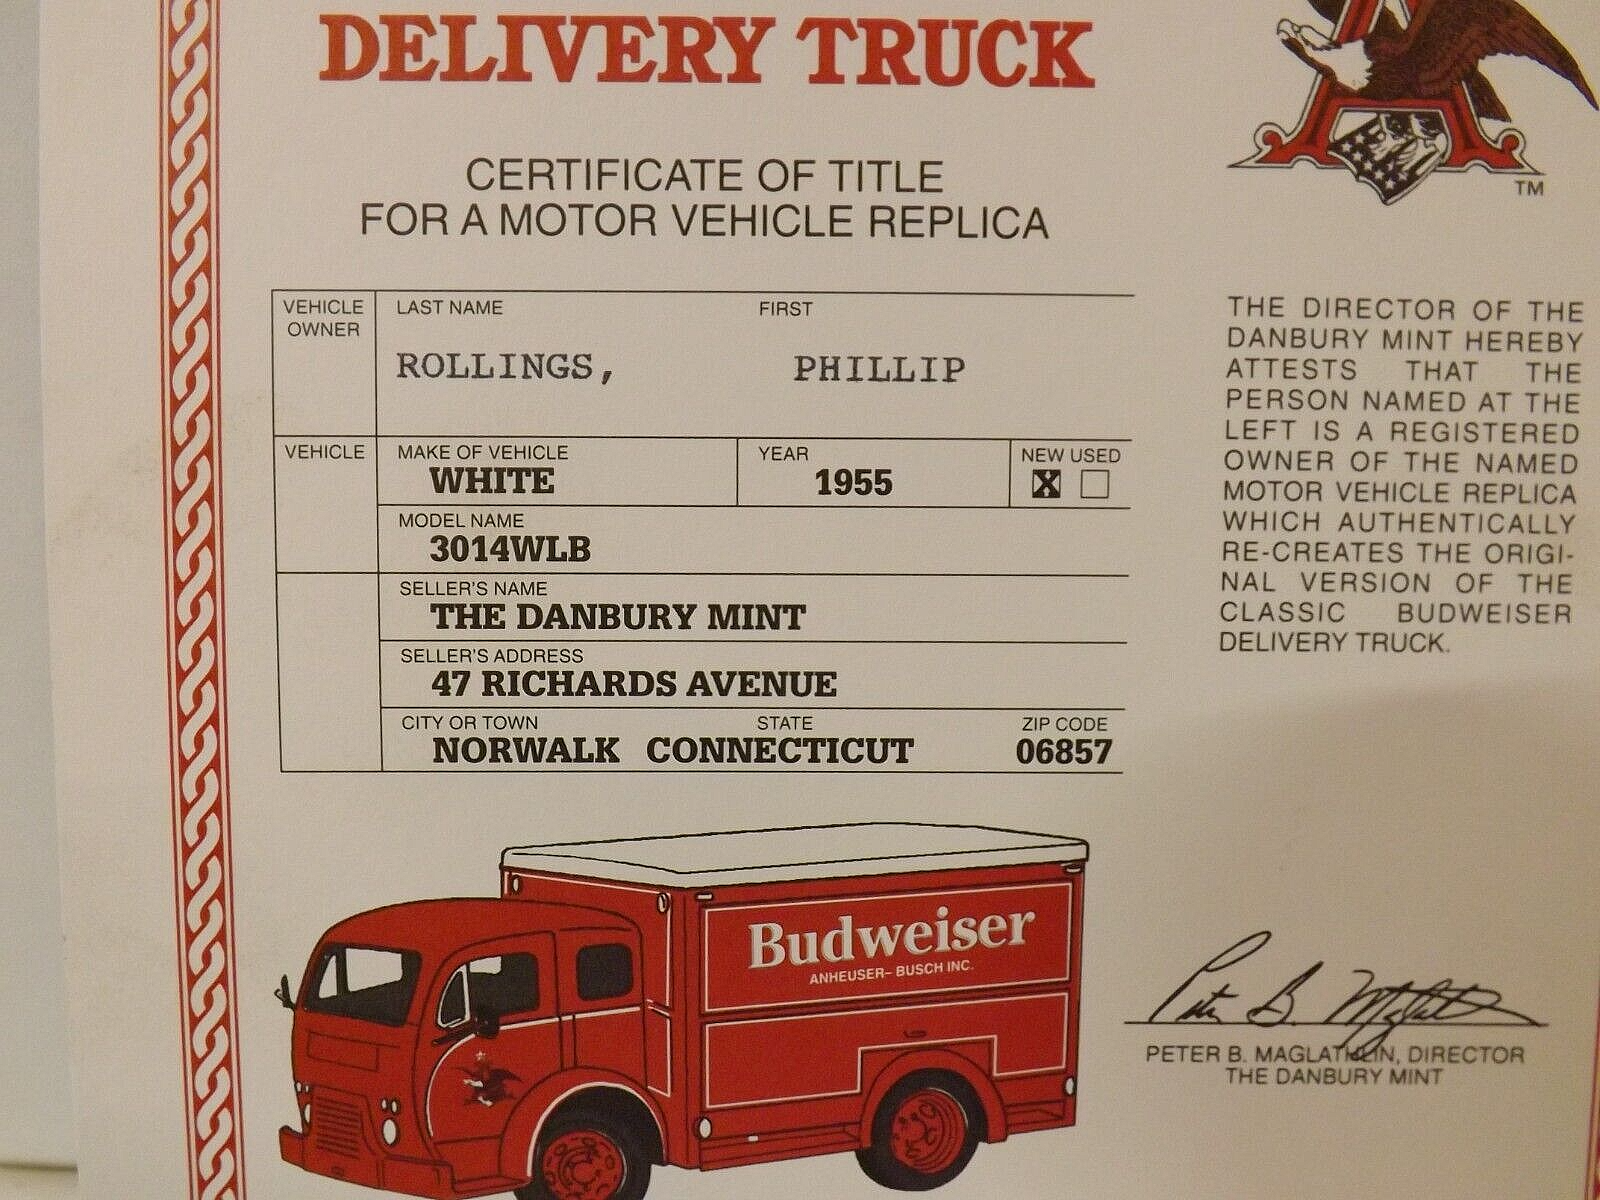 DELIVERY TRUCK
TM
CERTIFICATE OF TITLE
FOR A MOTOR VEHICLE REPLICA
VEHICLE OWNER
LAST NAME FIRST
ROLLINGS, PHILLIP
VEHICLE
MAKE OF VEHICLE YEAR NEW USED
WHITE 1955 X
MODEL NAME
3014WLB
SELLER'S NAME
THE DANBURY MINT
SELLER'S ADDRESS
47 RICHARDS AVENUE
CITY OR TOWN STATE ZIP CODE
NORWALK CONNECTICUT 06857
THE DIRECTOR OF THE
DANBURY MINT HEREBY
ATTESTS THAT THE
PERSON NAMED AT THE
LEFT IS A REGISTERED
OWNER OF THE NAMED
MOTOR VEHICLE REPLICA
WHICH AUTHENTICALLY
RE-CREATES THE ORIGI-
NAL VERSION OF THE
CLASSIC BUDWEISER
DELIVERY TRUCK.
Budweiser
ANHEUSER-BUSCH INC.
Peter B. Maglathlin
PETER B. MAGLATHLIN, DIRECTOR
THE DANBURY MINT